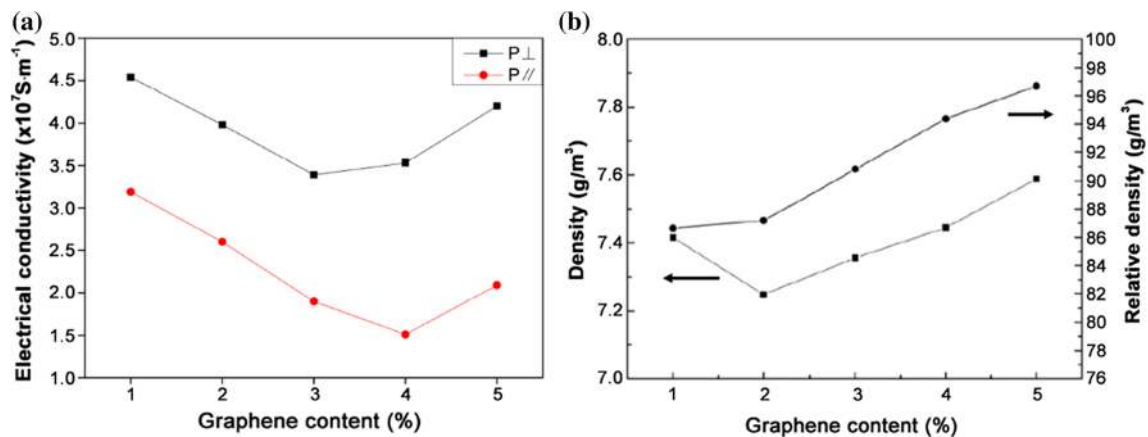 (a)
Electrical conductivity (x10⁷S·m⁻¹)
5.0
4.5
4.0
3.5
3.0
2.5
2.0
1.5
1.0
P⊥
P∥
1 2 3 4 5
Graphene content (%)
(b)
Density (g/m³)
8.0
7.8
7.6
7.4
7.2
7.0
100
98
96
94
92
90
88
86
84
82
80
78
76
Relative density (g/m³)
1 2 3 4 5
Graphene content (%)